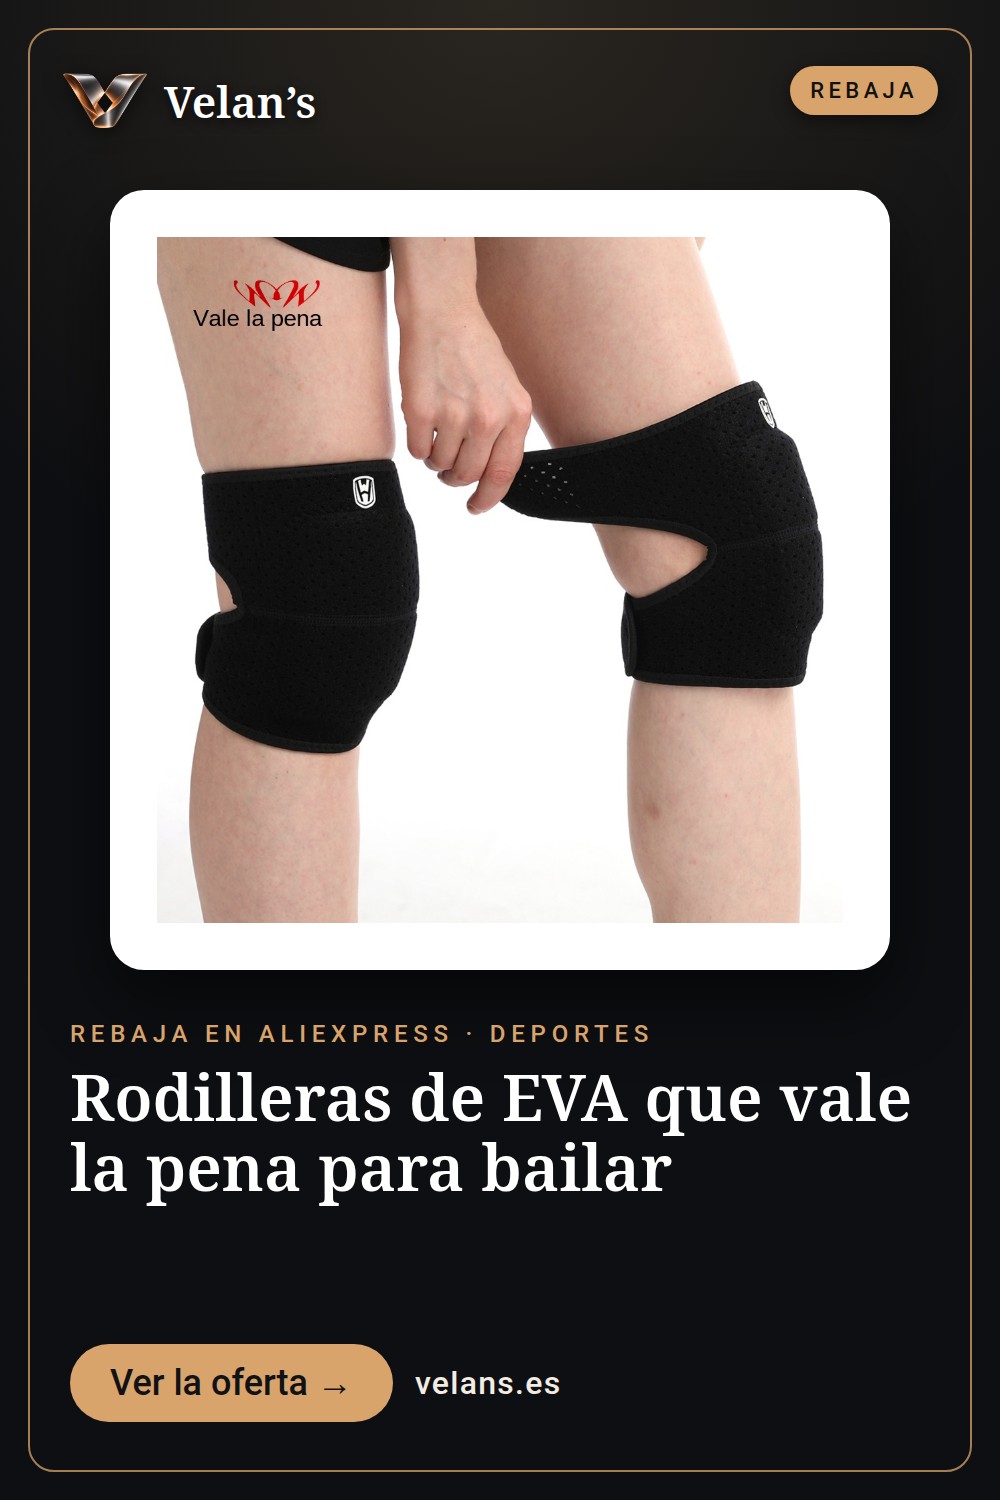 Velan’s
REBAJA
Vale la pena
REBAJA EN ALIEXPRESS · DEPORTES
Rodilleras de EVA que vale
la pena para bailar
Ver la oferta →
velans.es